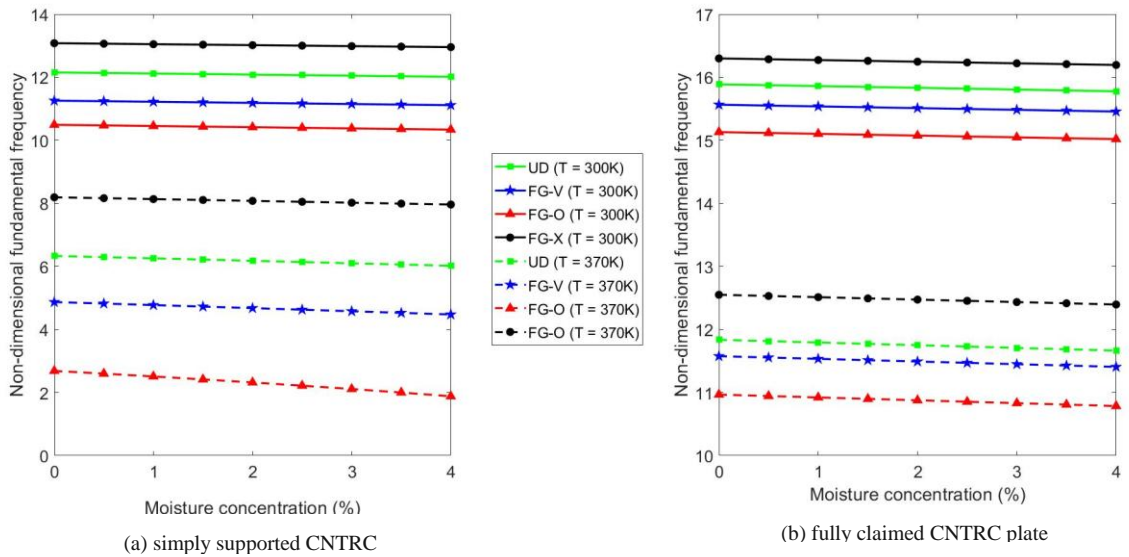 14
12
10
8
6
4
2
0
Non-dimensional fundamental frequency
0 1 2 3 4
Moisture concentration (%)
(a) simply supported CNTRC
UD (T = 300K)
FG-V (T = 300K)
FG-O (T = 300K)
FG-X (T = 300K)
UD (T = 370K)
FG-V (T = 370K)
FG-O (T = 370K)
FG-O (T = 370K)
17
16
15
14
13
12
11
10
Non-dimensional fundamental frequency
0 1 2 3 4
Moisture concentration (%)
(b) fully claimed CNTRC plate